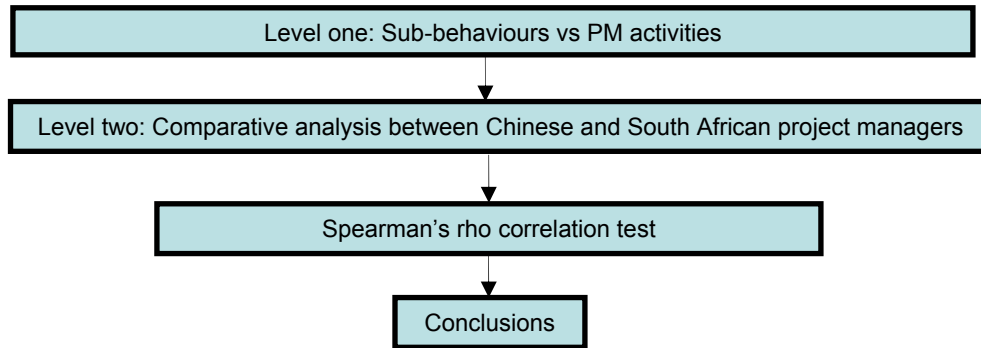 Level one: Sub-behaviours vs PM activities
Level two: Comparative analysis between Chinese and South African project managers
Spearman’s rho correlation test
Conclusions